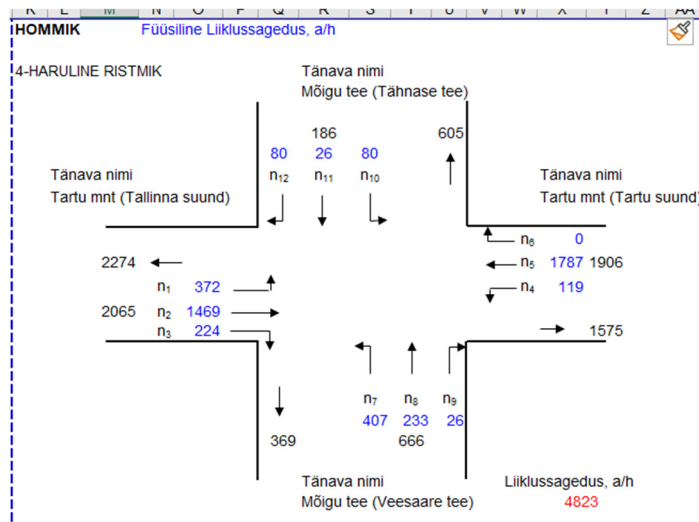 K L M N O P Q R S T U V W X Y Z AA
HOMMIK Füüsiline Liiklussagedus, a/h
4-HARULINE RISTMIK
Tänava nimi
Mõigu tee (Tähnase tee)
186 605
80 26 80
n12 n11 n10
Tänava nimi
Tartu mnt (Tallinna suund)
Tänava nimi
Tartu mnt (Tartu suund)
n6 0
2274
n5 1787 1906
n1 372
n4 119
2065 n2 1469
n3 224
1575
n7 n8 n9
407 233 26
369 666
Tänava nimi
Mõigu tee (Veesaare tee)
Liiklussagedus, a/h
4823